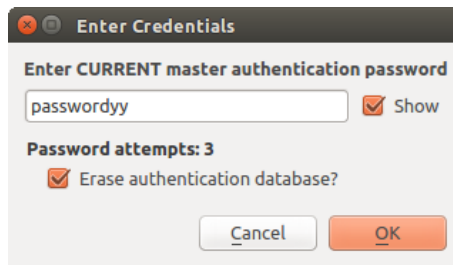 Enter Credentials
Enter CURRENT master authentication password
passwordyy
Show
Password attempts: 3
Erase authentication database?
Cancel
OK